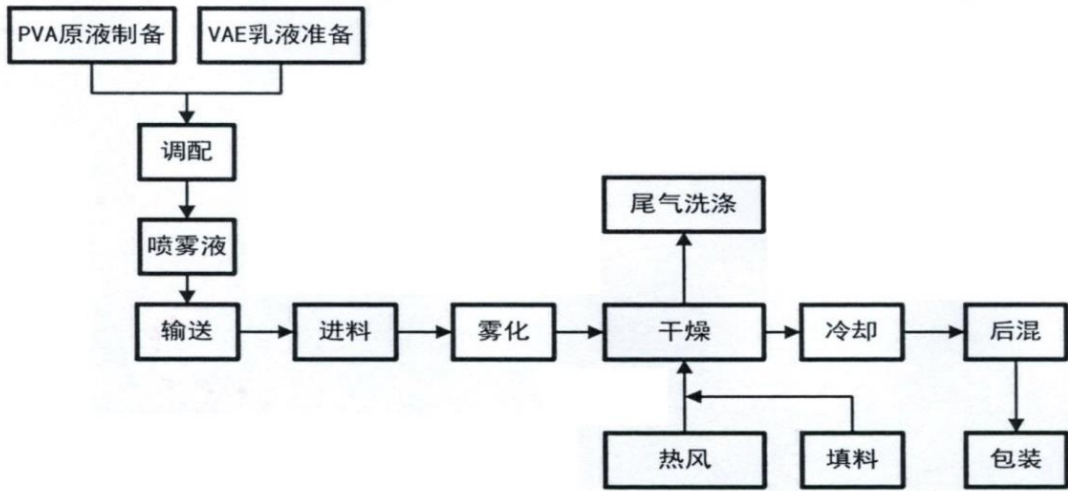 PVA原液制备
VAE乳液准备
调配
尾气洗涤
喷雾液
输送
进料
雾化
干燥
冷却
后混
热风
填料
包装